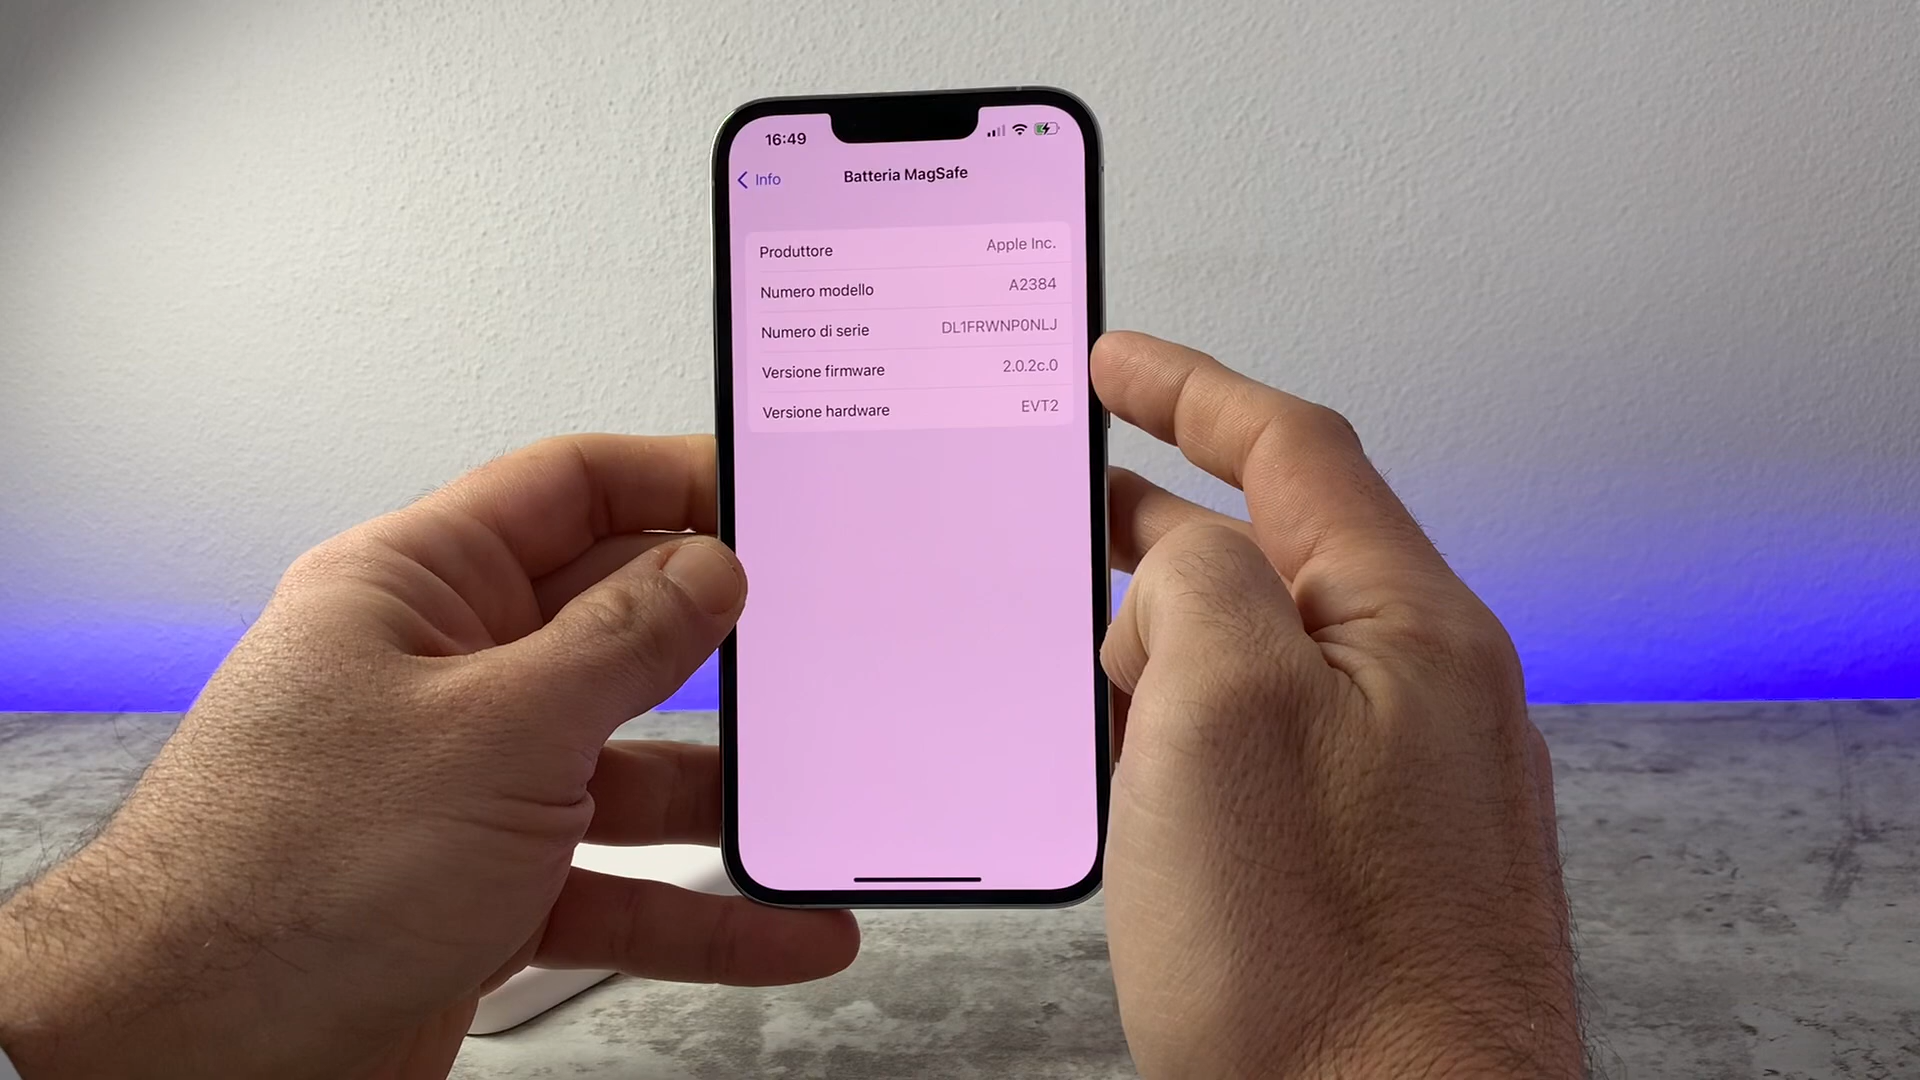 16:49
Info
Batteria MagSafe
Produttore Apple Inc.
Numero modello A2384
Numero di serie DL1FRWNP0NLJ
Versione firmware 2.0.2c.0
Versione hardware EVT2